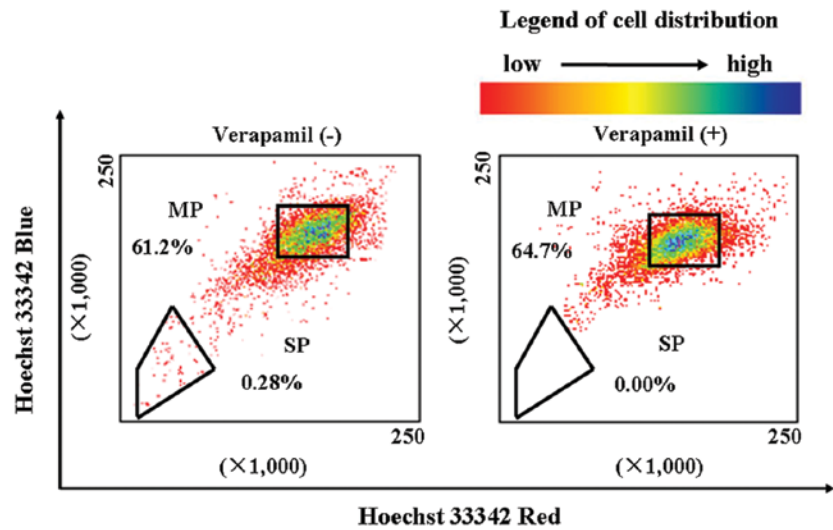 Legend of cell distribution
low high
Verapamil (-) Verapamil (+)
250 250
MP MP
61.2% 64.7%
Hoechst 33342 Blue
(×1,000) (×1,000)
SP SP
0.28% 0.00%
250 250
(×1,000) (×1,000)
Hoechst 33342 Red